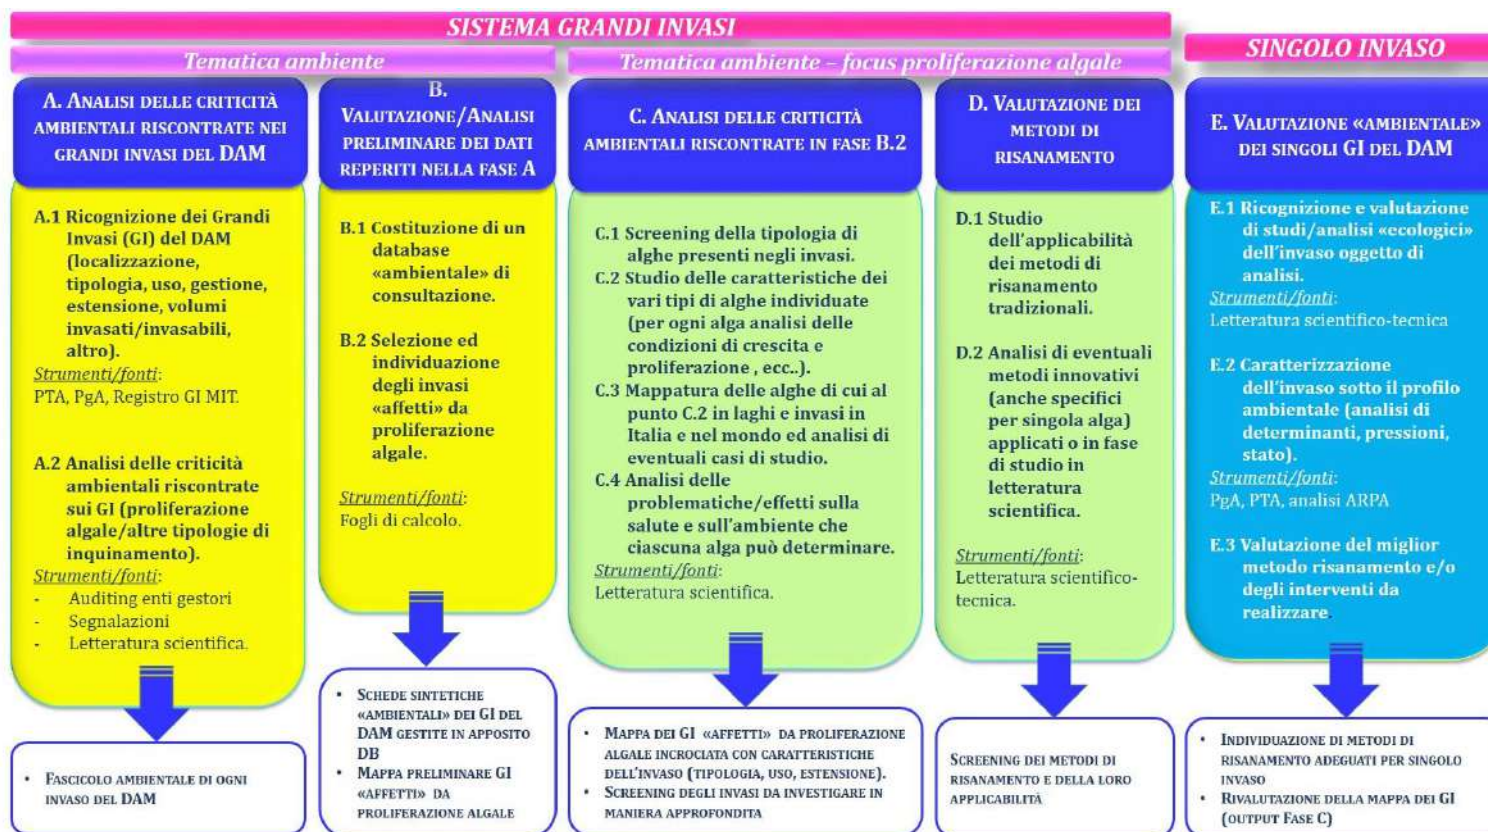 SISTEMA GRANDI INVASI
Tematica ambiente
Tematica ambiente – focus proliferazione algale
SINGOLO INVASO
A. ANALISI DELLE CRITICITÀ
AMBIENTALI RISCONTRATE NEI
GRANDI INVASI DEL DAM
A.1 Ricognizione dei Grandi
Invasi (GI) del DAM
(localizzazione,
tipologia, uso, gestione,
estensione, volumi
invasati/invasabili,
altro).
Strumenti/fonti:
PTA, PgA, Registro GI MIT.
A.2 Analisi delle criticità
ambientali riscontrate
sui GI (proliferazione
algale/altre tipologie di
inquinamento).
Strumenti/fonti:
- Auditing enti gestori
- Segnalazioni
- Letteratura scientifica.
• FASCICOLO AMBIENTALE DI OGNI
INVASO DEL DAM
B.
VALUTAZIONE/ANALISI
PRELIMINARE DEI DATI
REPERITI NELLA FASE A
B.1 Costituzione di un
database
«ambientale» di
consultazione.
B.2 Selezione ed
individuazione
degli invasi
«affetti» da
proliferazione
algale.
Strumenti/fonti:
Fogli di calcolo.
• SCHEDE SINTETICHE
«AMBIENTALI» DEI GI DEL
DAM GESTITE IN APPOSITO
DB
• MAPPA PRELIMINARE GI
«AFFETTI» DA
PROLIFERAZIONE ALGALE
C. ANALISI DELLE CRITICITÀ
AMBIENTALI RISCONTRATE IN FASE B.2
C.1 Screening della tipologia di
alghe presenti negli invasi.
C.2 Studio delle caratteristiche dei
vari tipi di alghe individuate
(per ogni alga analisi delle
condizioni di crescita e
proliferazione , ecc..).
C.3 Mappatura delle alghe di cui al
punto C.2 in laghi e invasi in
Italia e nel mondo ed analisi di
eventuali casi di studio.
C.4 Analisi delle
problematiche/effetti sulla
salute e sull'ambiente che
ciascuna alga può determinare.
Strumenti/fonti:
Letteratura scientifica.
• MAPPA DEI GI «AFFETTI» DA PROLIFERAZIONE
ALGALE INCROCIATA CON CARATTERISTICHE
DELL'INVASO (TIPOLOGIA, USO, ESTENSIONE).
• SCREENING DEGLI INVASI DA INVESTIGARE IN
MANIERA APPROFONDITA
D. VALUTAZIONE DEI
METODI DI
RISANAMENTO
D.1 Studio
dell'applicabilità
dei metodi di
risanamento
tradizionali.
D.2 Analisi di eventuali
metodi innovativi
(anche specifici
per singola alga)
applicati o in fase
di studio in
letteratura
scientifica.
Strumenti/fonti:
Letteratura scientifico-
tecnica.
SCREENING DEI METODI DI
RISANAMENTO E DELLA LORO
APPLICABILITÀ
E. VALUTAZIONE «AMBIENTALE»
DEI SINGOLI GI DEL DAM
E.1 Ricognizione e valutazione
di studi/analisi «ecologici»
dell'invaso oggetto di
analisi.
Strumenti/fonti:
Letteratura scientifico-tecnica
E.2 Caratterizzazione
dell'invaso sotto il profilo
ambientale (analisi di
determinanti, pressioni,
stato).
Strumenti/fonti:
PgA, PTA, analisi ARPA
E.3 Valutazione del miglior
metodo risanamento e/o
degli interventi da
realizzare.
• INDIVIDUAZIONE DI METODI DI
RISANAMENTO ADEGUATI PER SINGOLO
INVASO
• RIVALUTAZIONE DELLA MAPPA DEI GI
(OUTPUT FASE C)